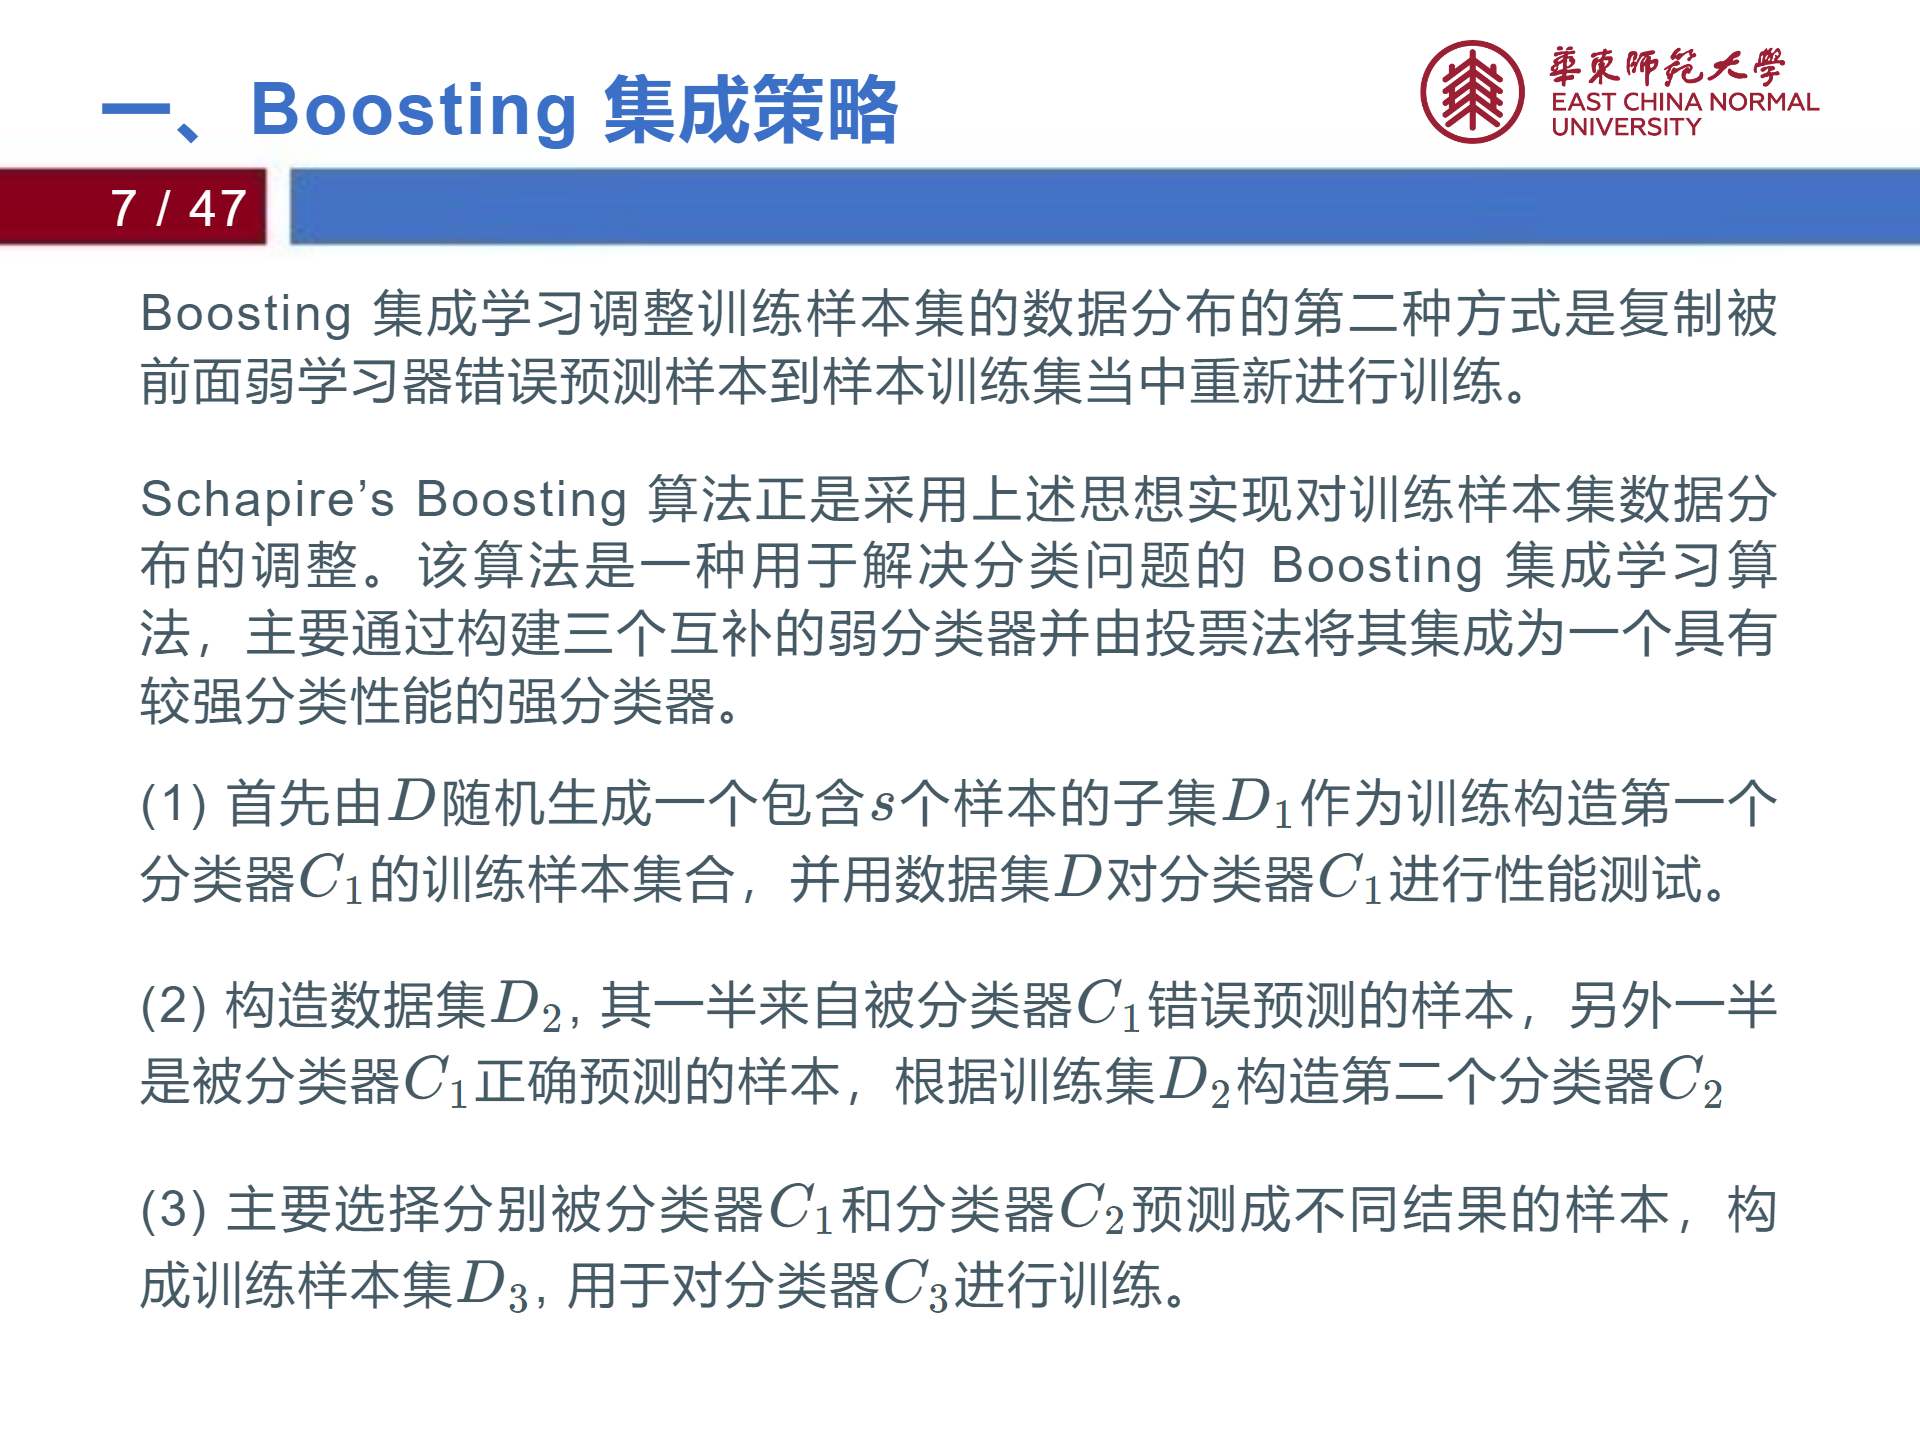 一、Boosting 集成策略
華東师范大學
EAST CHINA NORMAL
UNIVERSITY
7 / 47
Boosting 集成学习调整训练样本集的数据分布的第二种方式是复制被
前面弱学习器错误预测样本到样本训练集当中重新进行训练。
Schapire’s Boosting 算法正是采用上述思想实现对训练样本集数据分
布的调整。该算法是一种用于解决分类问题的 Boosting 集成学习算
法，主要通过构建三个互补的弱分类器并由投票法将其集成为一个具有
较强分类性能的强分类器。
(1) 首先由D随机生成一个包含s个样本的子集D₁作为训练构造第一个
分类器C₁的训练样本集合，并用数据集D对分类器C₁进行性能测试。
(2) 构造数据集D₂, 其一半来自被分类器C₁错误预测的样本，另外一半
是被分类器C₁正确预测的样本，根据训练集D₂构造第二个分类器C₂
(3) 主要选择分别被分类器C₁和分类器C₂预测成不同结果的样本，构
成训练样本集D₃, 用于对分类器C₃进行训练。